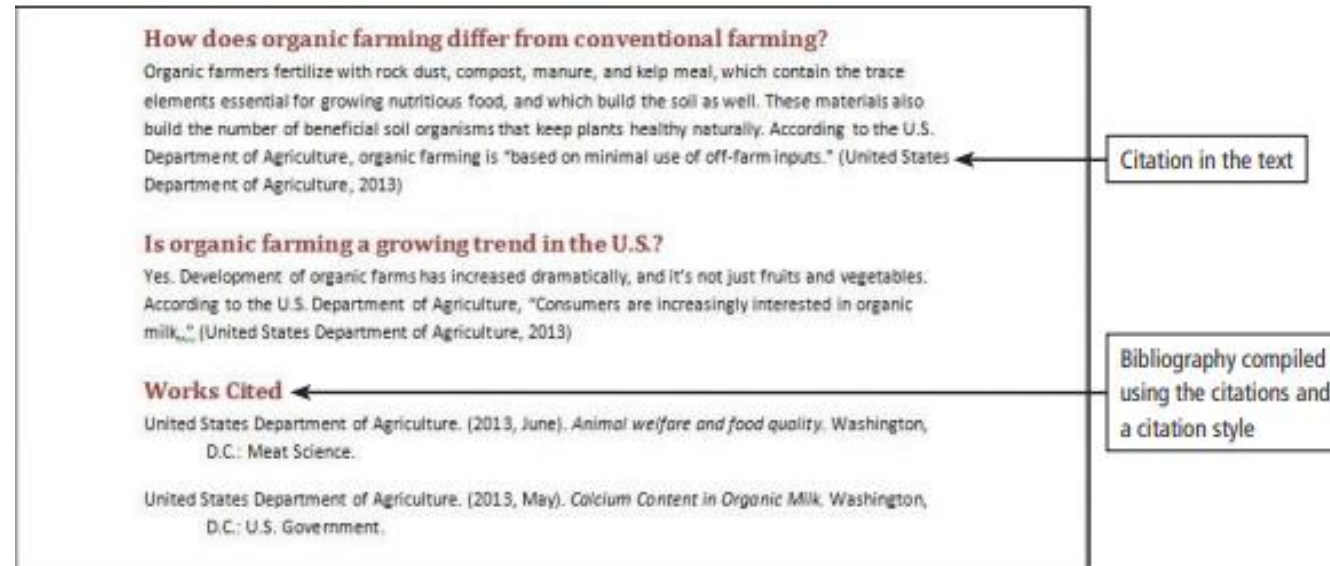 How does organic farming differ from conventional farming?
Organic farmers fertilize with rock dust, compost, manure, and kelp meal, which contain the trace
elements essential for growing nutritious food, and which build the soil as well. These materials also
build the number of beneficial soil organisms that keep plants healthy naturally. According to the U.S.
Department of Agriculture, organic farming is "based on minimal use of off-farm inputs." (United States
Department of Agriculture, 2013)
Citation in the text
Is organic farming a growing trend in the U.S.?
Yes. Development of organic farms has increased dramatically, and it's not just fruits and vegetables.
According to the U.S. Department of Agriculture, "Consumers are increasingly interested in organic
milk,." (United States Department of Agriculture, 2013)
Works Cited
United States Department of Agriculture. (2013, June). Animal welfare and food quality. Washington,
D.C.: Meat Science.
United States Department of Agriculture. (2013, May). Calcium Content in Organic Milk. Washington,
D.C.: U.S. Government.
Bibliography compiled
using the citations and
a citation style